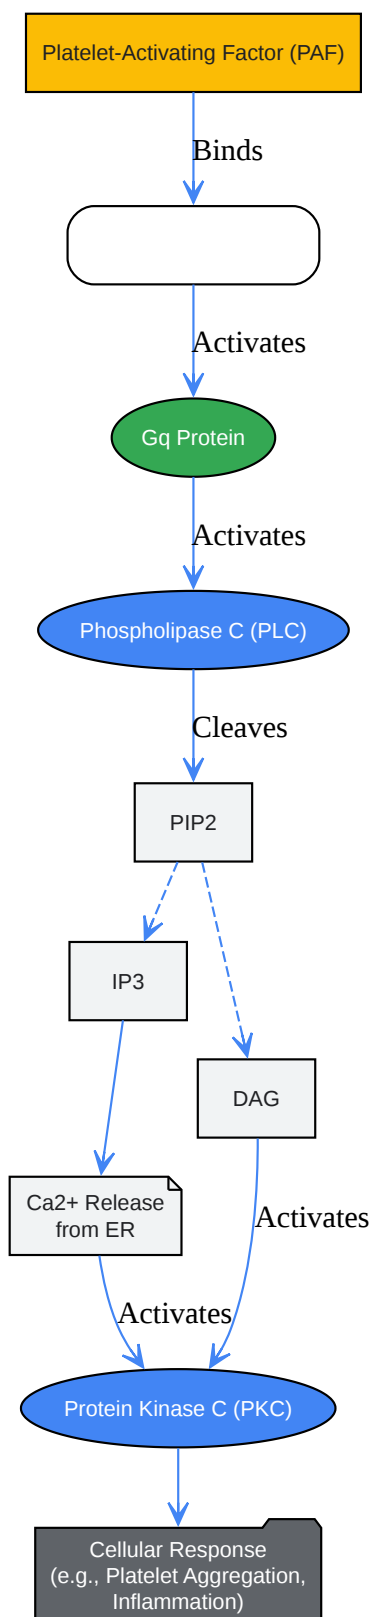 Platelet-Activating Factor (PAF)
Binds
Activates
Gq Protein
Activates
Phospholipase C (PLC)
Cleaves
PIP2
IP3
DAG
Ca2+ Release
from ER
Activates
Activates
Protein Kinase C (PKC)
Cellular Response
(e.g., Platelet Aggregation,
Inflammation)